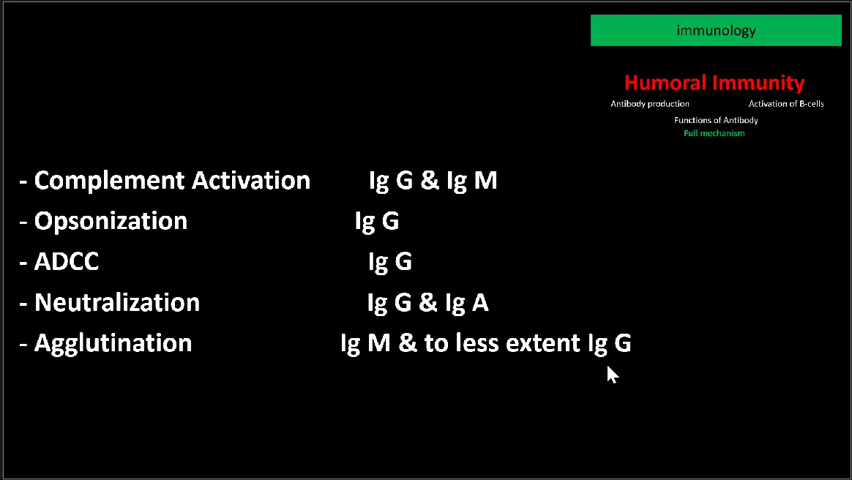 immunology
Humoral Immunity
Antibody production Activation of B-cells
Functions of Antibody
Full mechanism
- Complement Activation Ig G & Ig M
- Opsonization Ig G
- ADCC Ig G
- Neutralization Ig G & Ig A
- Agglutination Ig M & to less extent Ig G